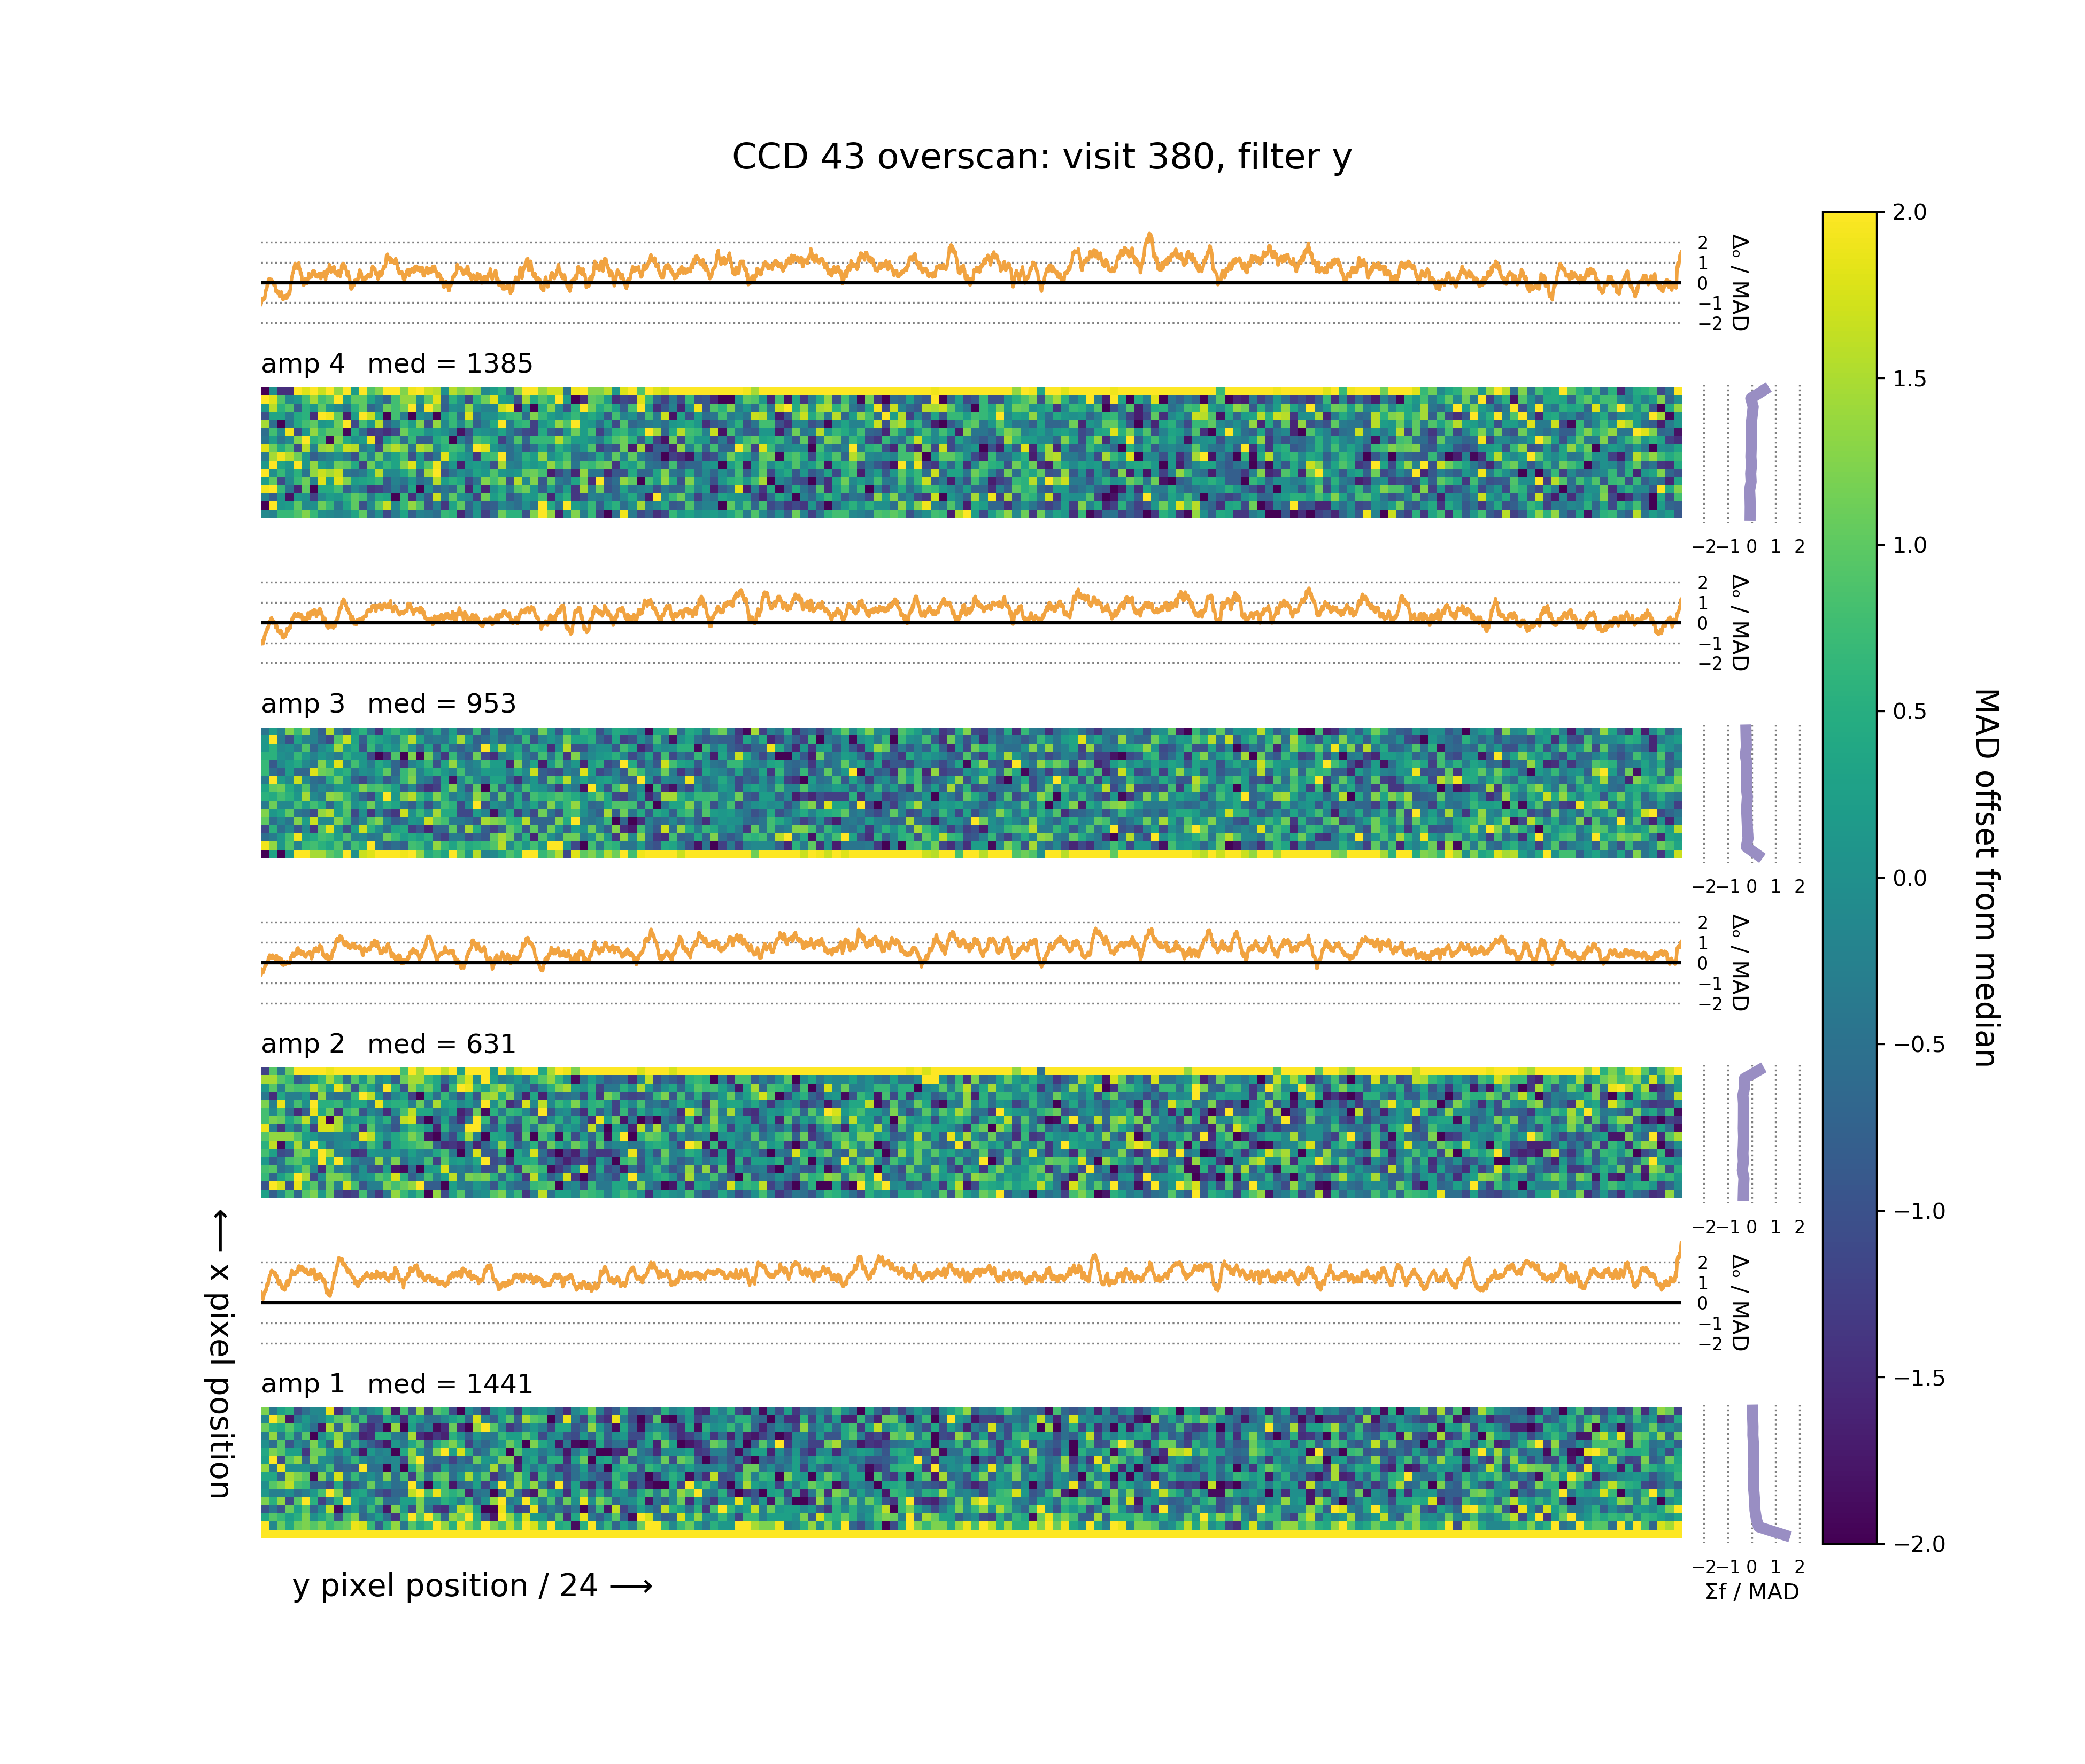 CCD 43 overscan: visit 380, filter y
2
1
0
−1
−2
Δₒ / MAD
amp 4 med = 1385
−2 −1 0 1 2
2
1
0
−1
−2
Δₒ / MAD
amp 3 med = 953
−2 −1 0 1 2
2
1
0
−1
−2
Δₒ / MAD
amp 2 med = 631
−2 −1 0 1 2
2
1
0
−1
−2
Δₒ / MAD
amp 1 med = 1441
−2 −1 0 1 2
Σf / MAD
y pixel position / 24 ⟶
⟵ x pixel position
2.0
1.5
1.0
0.5
0.0
−0.5
−1.0
−1.5
−2.0
MAD offset from median